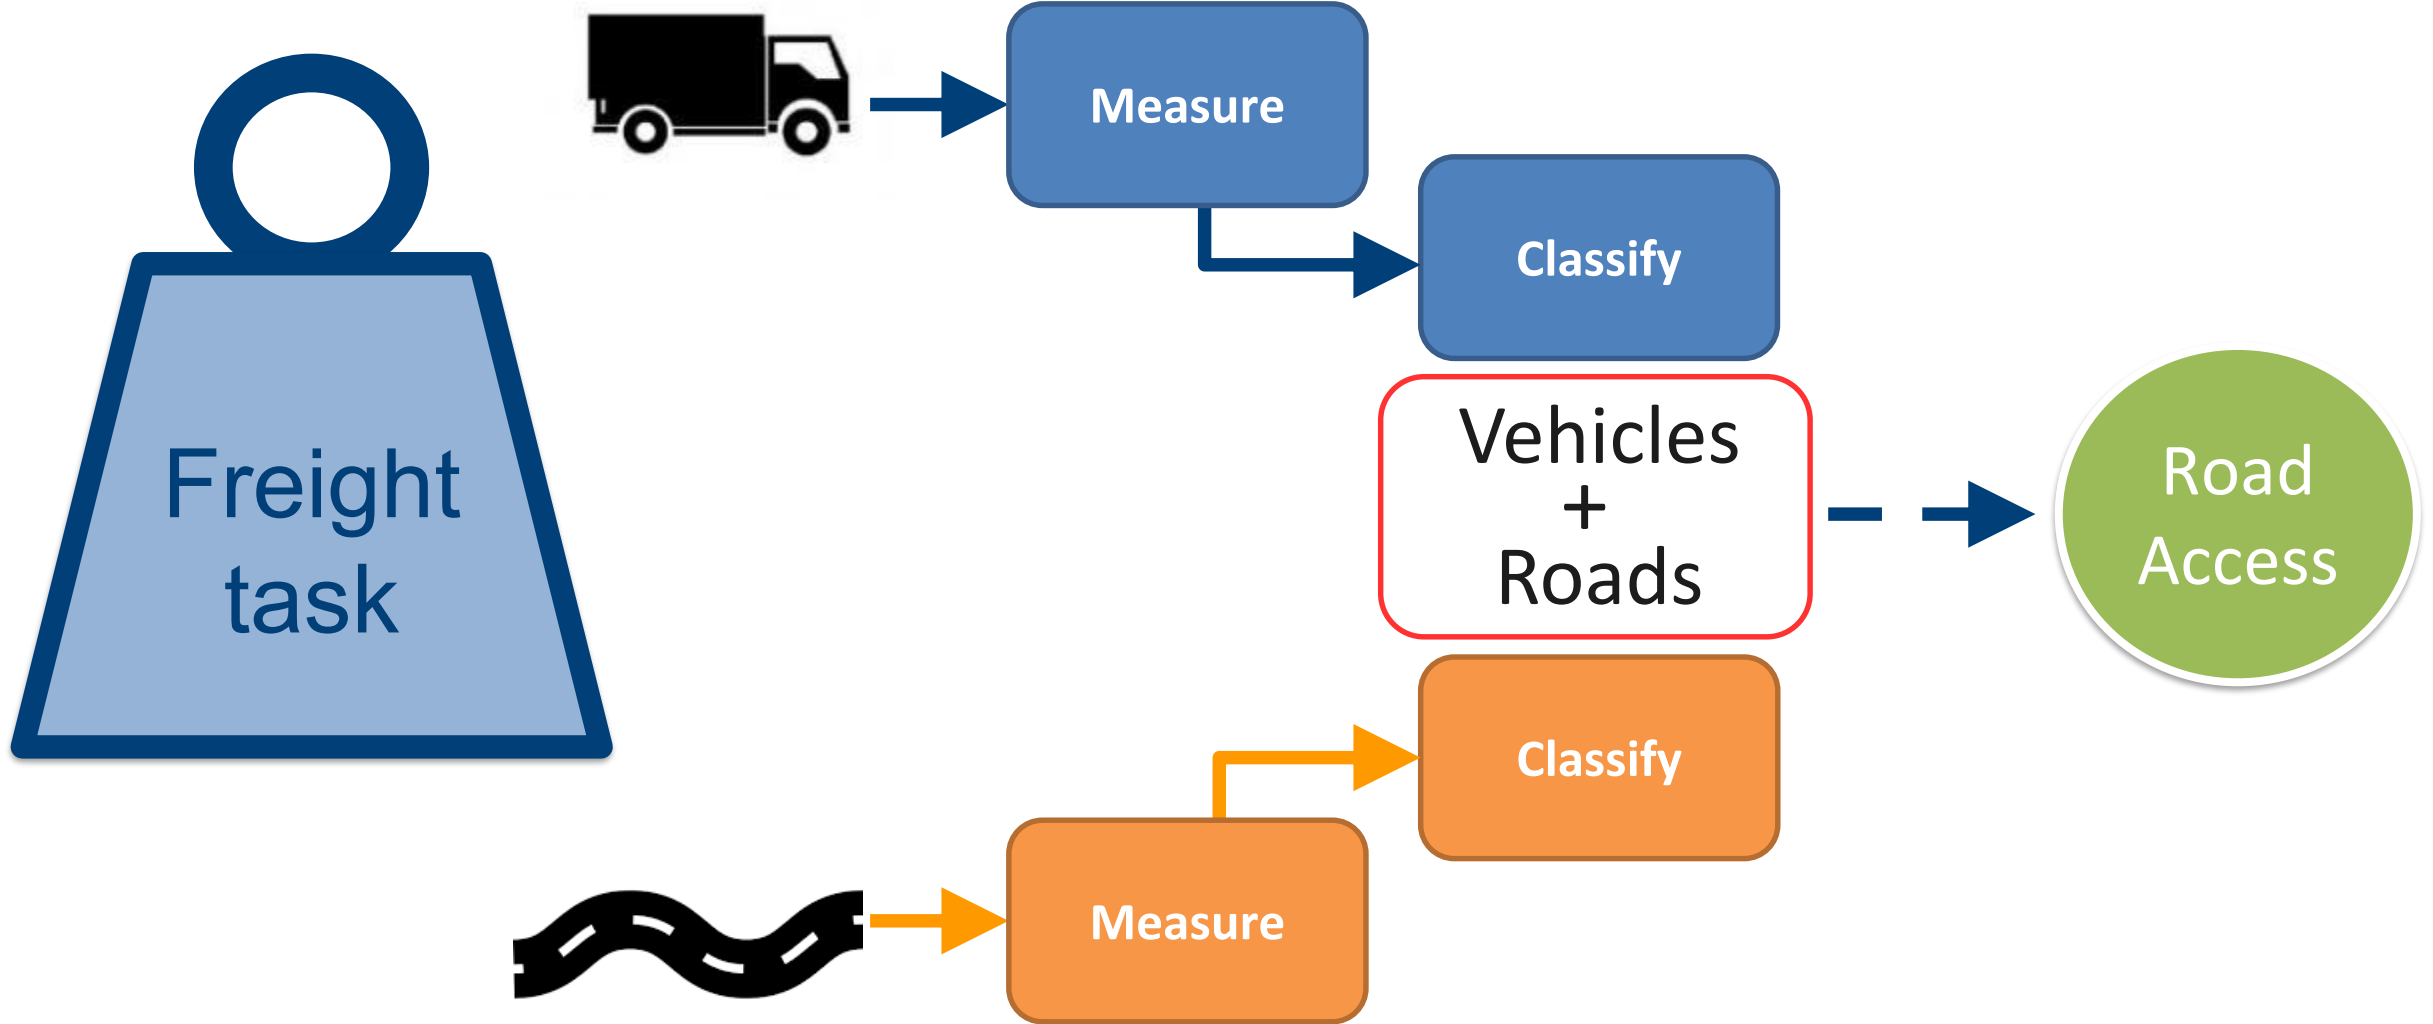 Freight
task
Measure
Classify
Vehicles
+
Roads
Classify
Measure
Road
Access